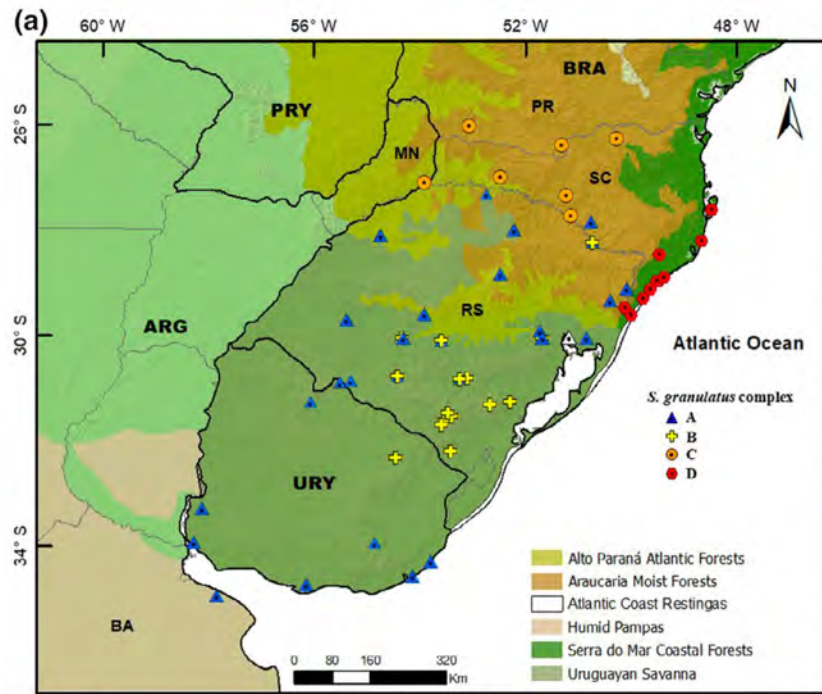 (a)
60° W
56° W
52° W
48° W
BRA
PRY
PR
N
26° S
MN
SC
ARG
RS
30° S
Atlantic Ocean
S. granulatus complex
A
B
C
D
URY
34° S
BA
Alto Paraná Atlantic Forests
Araucaria Moist Forests
Atlantic Coast Restingas
Humid Pampas
Serra do Mar Coastal Forests
Uruguayan Savanna
0 80 160 320
Km